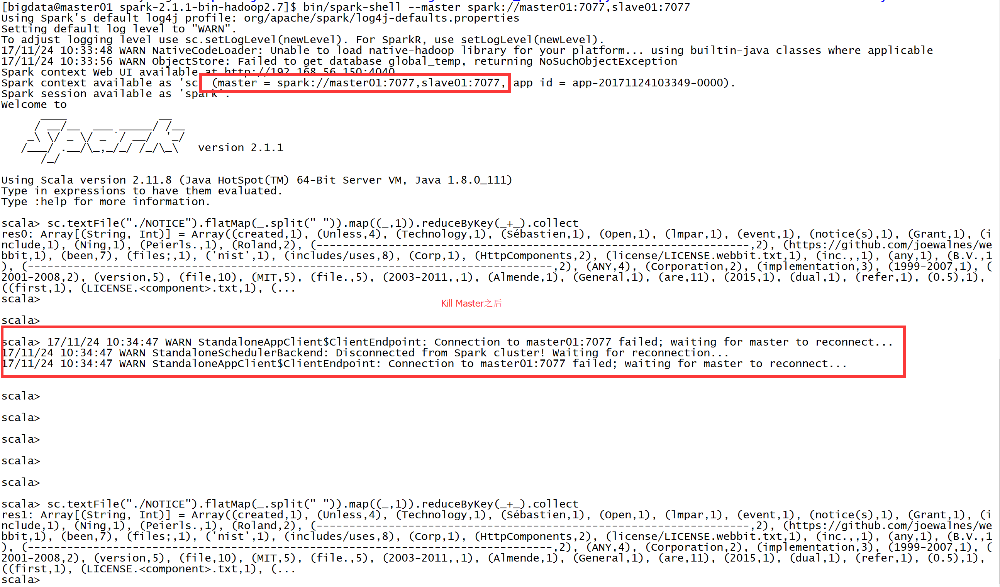 [bigdata@master01 spark-2.1.1-bin-hadoop2.7]$ bin/spark-shell --master spark://master01:7077,slave01:7077
Using Spark's default log4j profile: org/apache/spark/log4j-defaults.properties
Setting default log level to "WARN".
To adjust logging level use sc.setLogLevel(newLevel). For SparkR, use setLogLevel(newLevel).
17/11/24 10:33:48 WARN NativeCodeLoader: Unable to load native-hadoop library for your platform... using builtin-java classes where applicable
17/11/24 10:33:56 WARN ObjectStore: Failed to get database global_temp, returning NoSuchObjectException
Spark context Web UI available at http://192.168.56.150:4040
Spark context available as 'sc' (master = spark://master01:7077,slave01:7077, app id = app-20171124103349-0000).
Spark session available as 'spark'.
Welcome to
      ____              __
     / __/__  ___ _____/ /__
    _\ \/ _ \/ _ `/ __/  '_/
   /___/ .__/\_,_/_/ /_/\_\   version 2.1.1
      /_/
Using Scala version 2.11.8 (Java HotSpot(TM) 64-Bit Server VM, Java 1.8.0_111)
Type in expressions to have them evaluated.
Type :help for more information.
scala> sc.textFile("./NOTICE").flatMap(_.split(" ")).map((_,1)).reduceByKey(_+_).collect
res0: Array[(String, Int)] = Array((created,1), (Unless,4), (Technology,1), (Sébastien,1), (Open,1), (lmpar,1), (event,1), (notice(s),1), (Grant,1), (i
nclude,1), (Ning,1), (Peierls.,1), (Roland,2), (------------------------------------------------------------------,2), (https://github.com/joewalnes/we
bbit,1), (been,7), (files;,1), ('nist',1), (includes/uses,8), (Corp,1), (HttpComponents,2), (license/LICENSE.webbit.txt,1), (inc.,,1), (any,1), (B.V.,1
), (--------------------------------------------------------------------------------,2), (ANY,4), (Corporation,2), (implementation,3), (1999-2007,1), (
2001-2008,2), (version,5), (file,10), (MIT,5), (file.,5), (2003-2011,,1), (Almende,1), (General,1), (are,11), (2015,1), (dual,1), (refer,1), (0.5),1),
((first,1), (LICENSE.<component>.txt,1), (...
scala>
Kill Master之后
scala>
scala> 17/11/24 10:34:47 WARN StandaloneAppClient$ClientEndpoint: Connection to master01:7077 failed; waiting for master to reconnect...
17/11/24 10:34:47 WARN StandaloneSchedulerBackend: Disconnected from Spark cluster! Waiting for reconnection...
17/11/24 10:34:47 WARN StandaloneAppClient$ClientEndpoint: Connection to master01:7077 failed; waiting for master to reconnect...
scala>
scala>
scala>
scala>
scala>
scala> sc.textFile("./NOTICE").flatMap(_.split(" ")).map((_,1)).reduceByKey(_+_).collect
res1: Array[(String, Int)] = Array((created,1), (Unless,4), (Technology,1), (Sébastien,1), (Open,1), (lmpar,1), (event,1), (notice(s),1), (Grant,1), (i
nclude,1), (Ning,1), (Peierls.,1), (Roland,2), (------------------------------------------------------------------,2), (https://github.com/joewalnes/we
bbit,1), (been,7), (files;,1), ('nist',1), (includes/uses,8), (Corp,1), (HttpComponents,2), (license/LICENSE.webbit.txt,1), (inc.,,1), (any,1), (B.V.,1
), (--------------------------------------------------------------------------------,2), (ANY,4), (Corporation,2), (implementation,3), (1999-2007,1), (
2001-2008,2), (version,5), (file,10), (MIT,5), (file.,5), (2003-2011,,1), (Almende,1), (General,1), (are,11), (2015,1), (dual,1), (refer,1), (0.5),1),
((first,1), (LICENSE.<component>.txt,1), (...
scala>